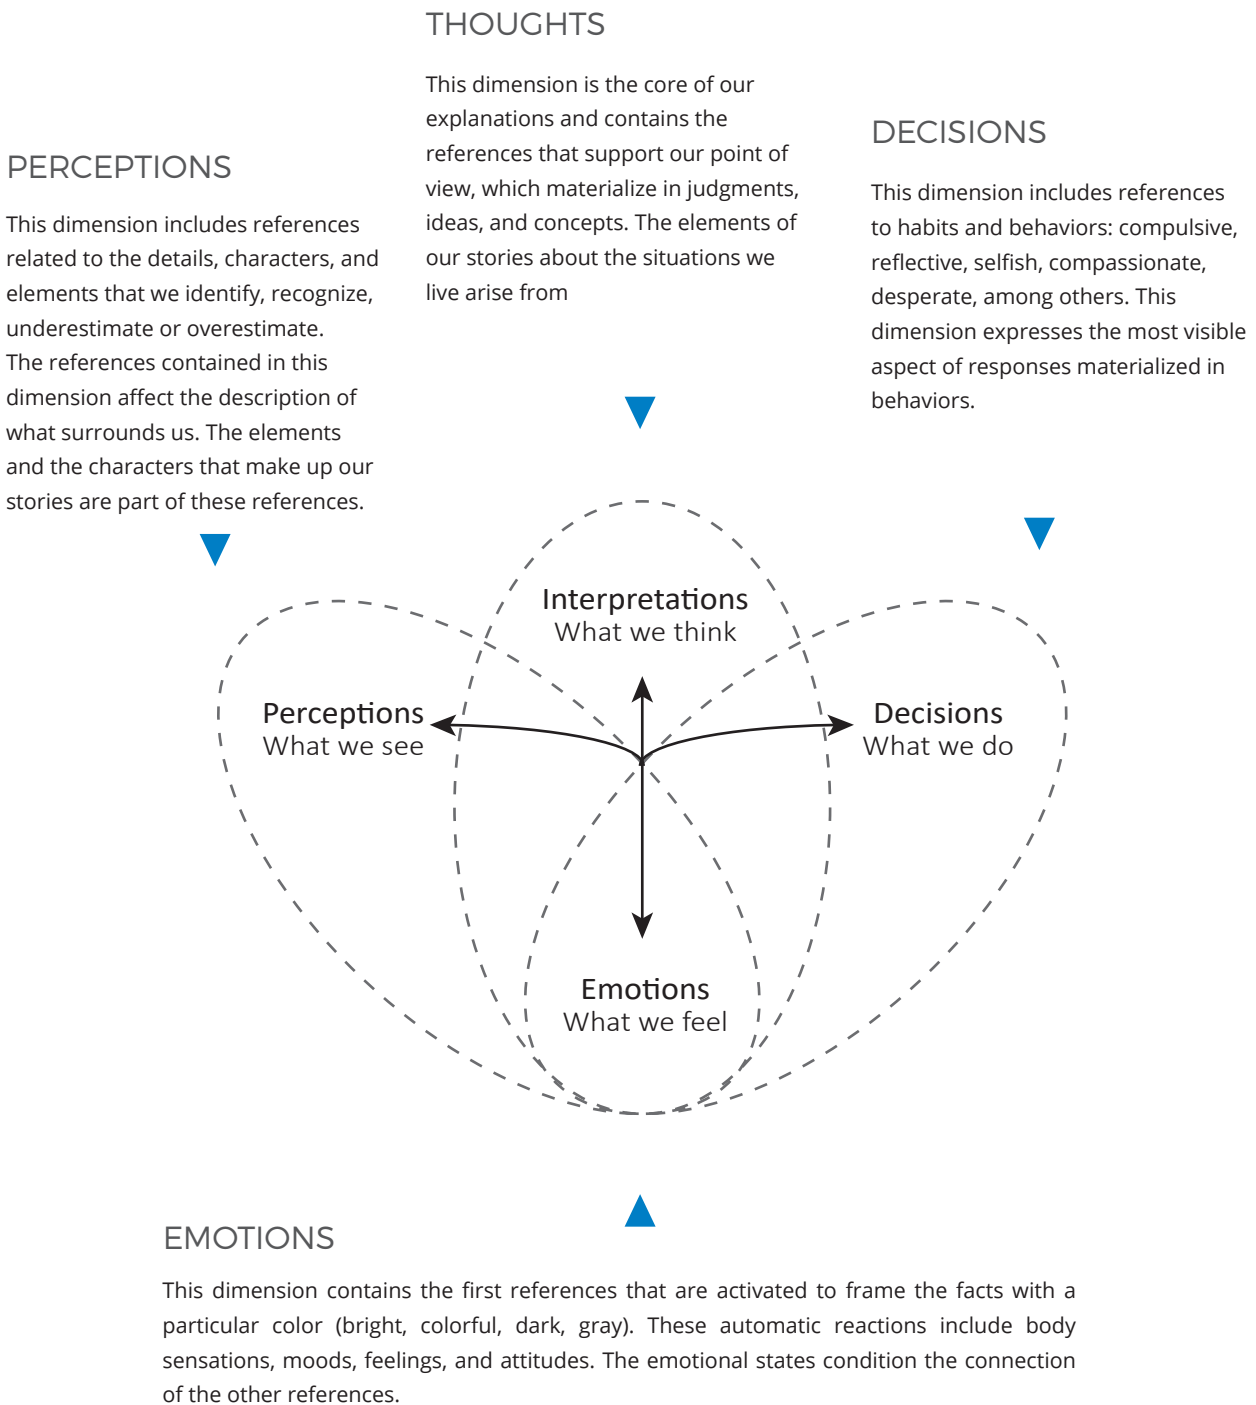 THOUGHTS
This dimension is the core of our
explanations and contains the
references that support our point of
view, which materialize in judgments,
ideas, and concepts. The elements of
our stories about the situations we
live arise from
DECISIONS
This dimension includes references
to habits and behaviors: compulsive,
reflective, selfish, compassionate,
desperate, among others. This
dimension expresses the most visible
aspect of responses materialized in
behaviors.
PERCEPTIONS
This dimension includes references
related to the details, characters, and
elements that we identify, recognize,
underestimate or overestimate.
The references contained in this
dimension affect the description of
what surrounds us. The elements
and the characters that make up our
stories are part of these references.
Interpretations
What we think
Perceptions
What we see
Decisions
What we do
Emotions
What we feel
EMOTIONS
This dimension contains the first references that are activated to frame the facts with a
particular color (bright, colorful, dark, gray). These automatic reactions include body
sensations, moods, feelings, and attitudes. The emotional states condition the connection
of the other references.